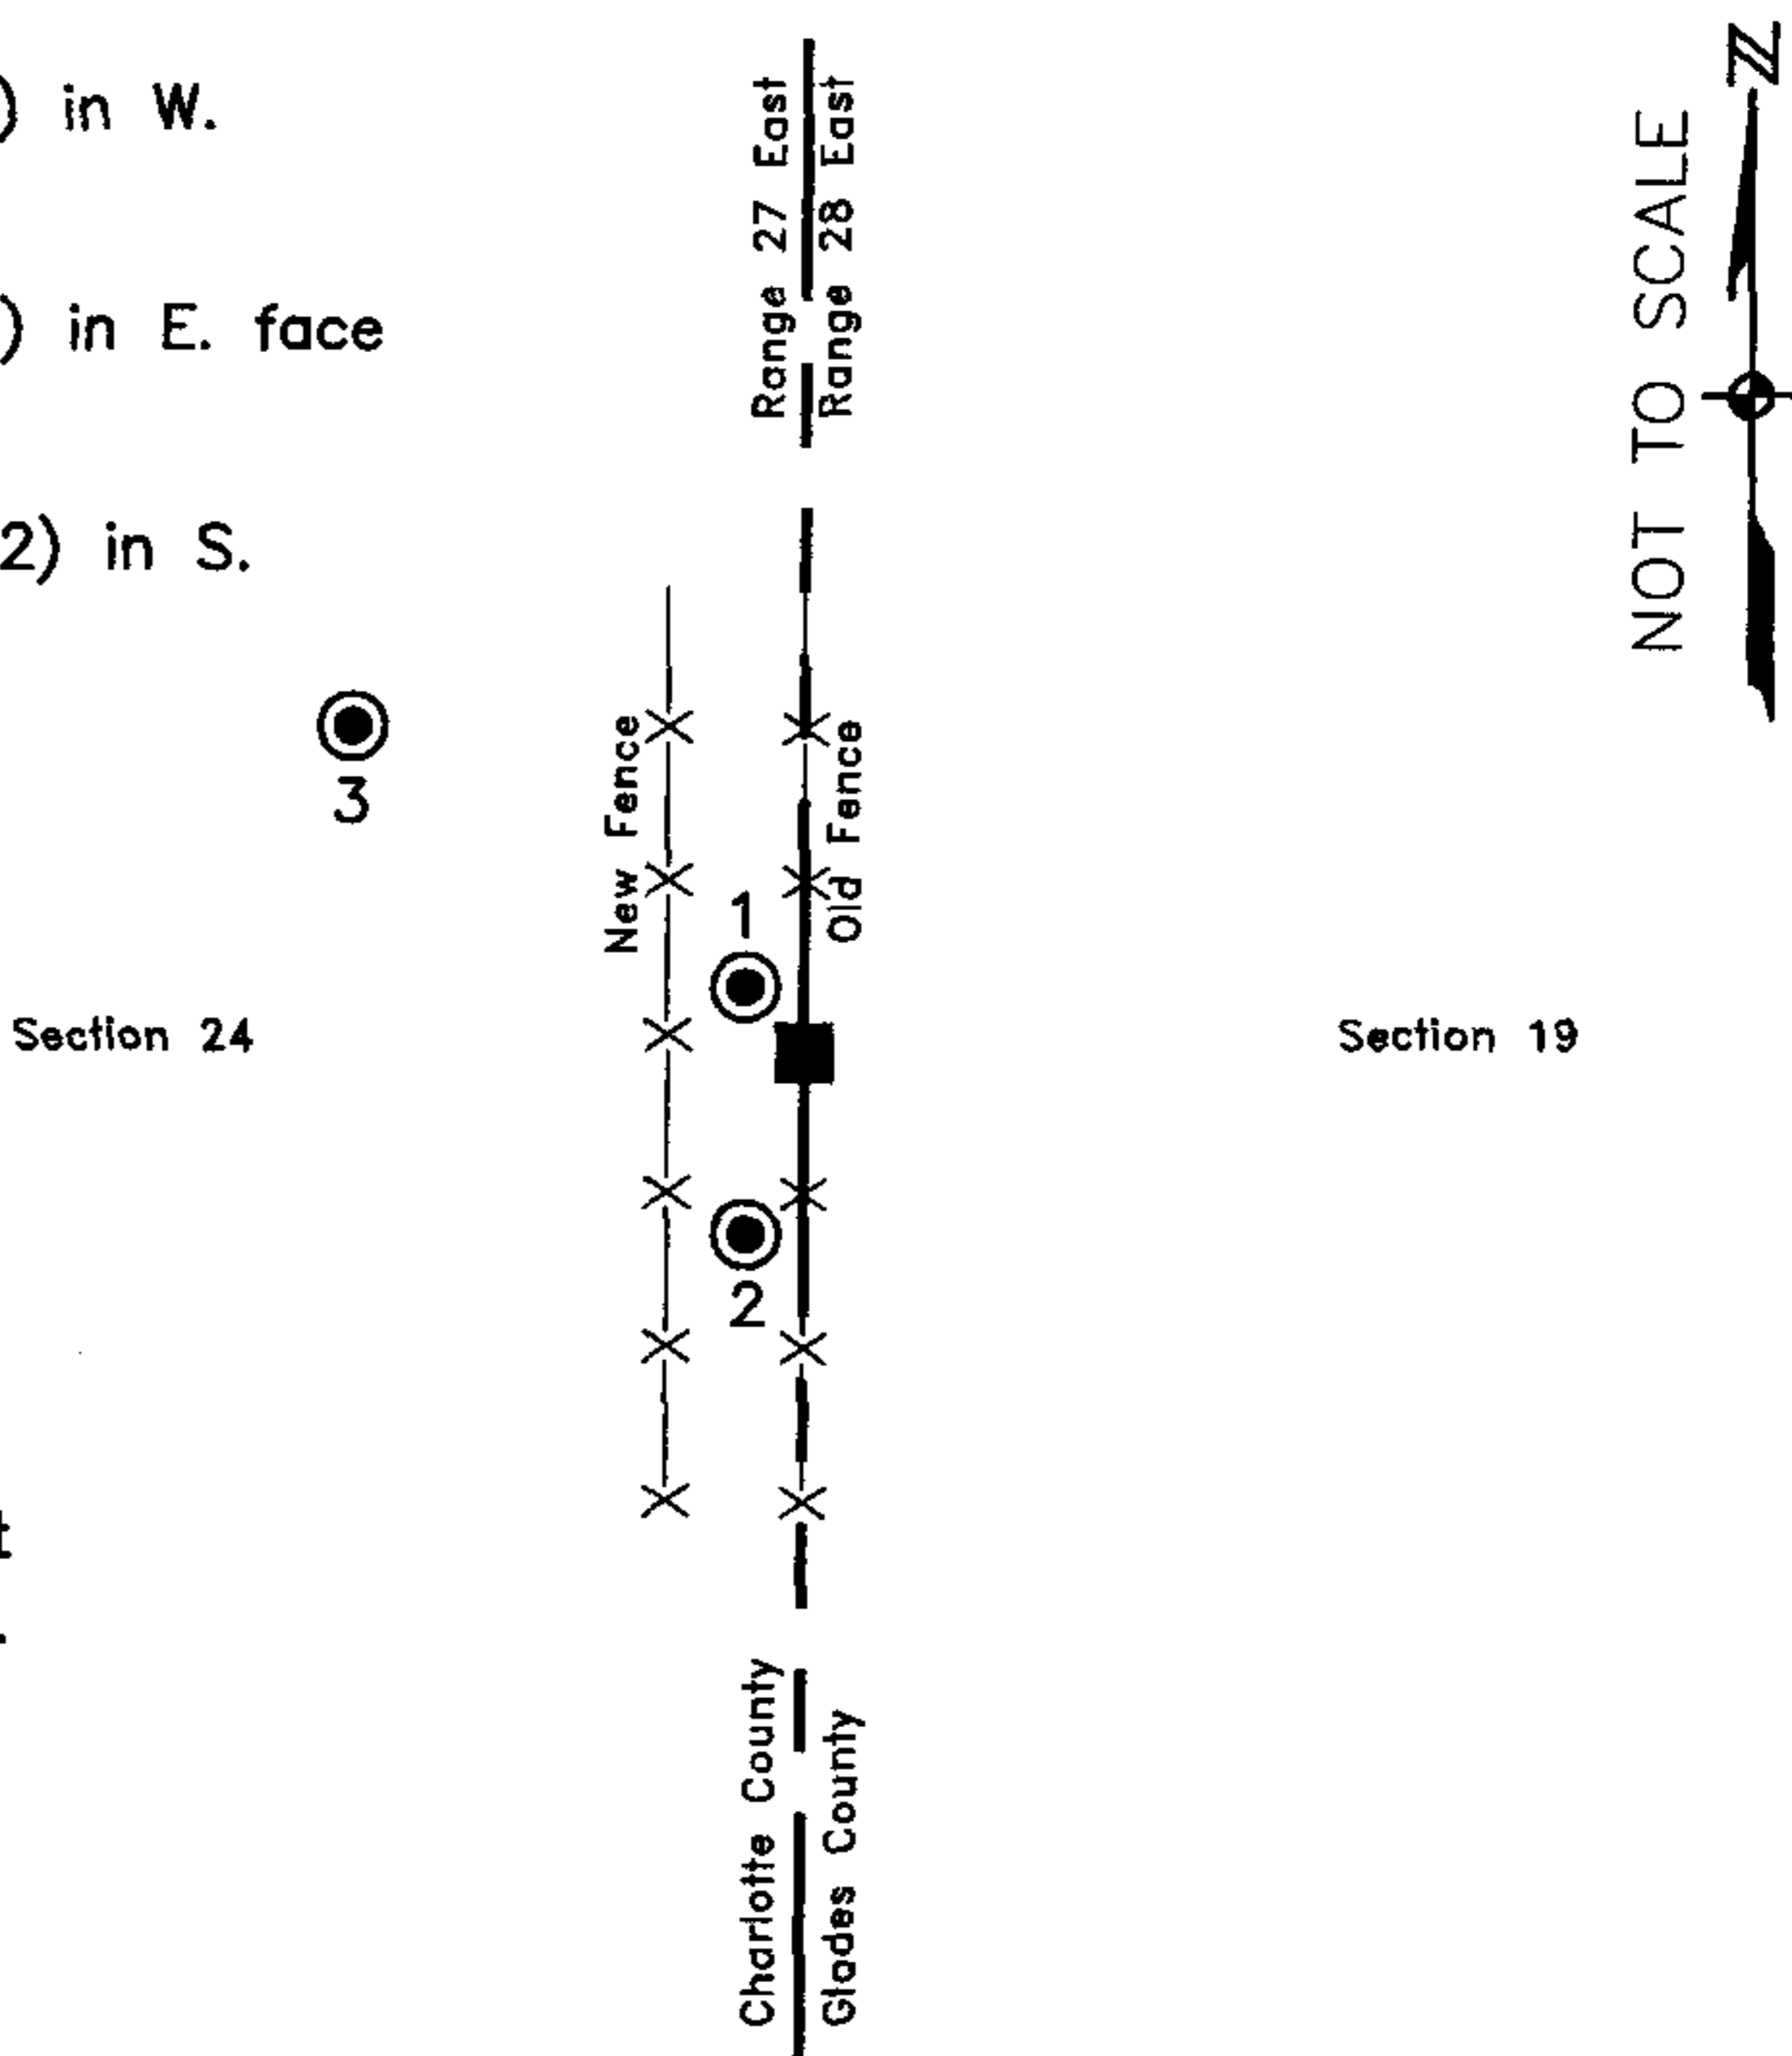 ) in W.
) in E. face
2) in S.
Range 27 East
Range 28 East
NOT TO SCALE
N
3
New Fence
Old Fence
1
Section 24
Section 19
2
t
.
Charlotte County
Glades County